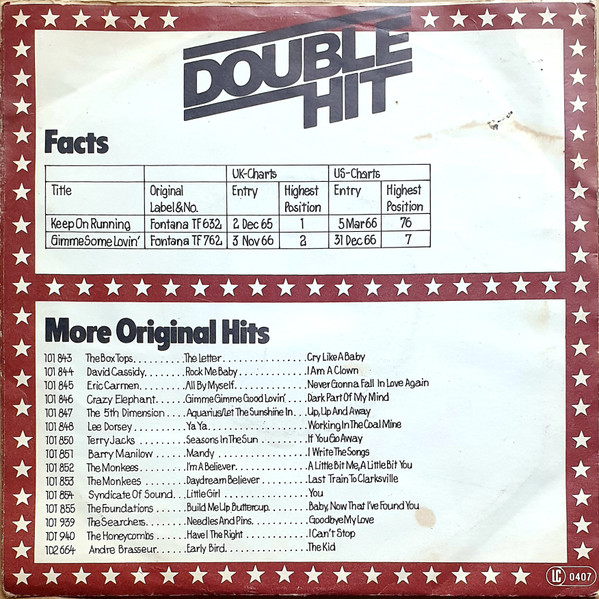 DOUBLE
HIT
Facts
UK-Charts US-Charts
Title Original Label&No. Entry Highest Position Entry Highest Position
Keep On Running Fontana TF 632 2 Dec 65 1 5 Mar 66 76
Gimme Some Lovin' Fontana TF 762 3 Nov 66 2 31 Dec 66 7
More Original Hits
101 843 The Box Tops.........The Letter...............Cry Like A Baby
101 844 David Cassidy........Rock Me Baby...........I Am A Clown
101 845 Eric Carmen..........All By Myself............Never Gonna Fall In Love Again
101 846 Crazy Elephant.......Gimme Gimme Good Lovin'....Dark Part Of My Mind
101 847 The 5th Dimension....Aquarius/Let The Sunshine In...Up, Up And Away
101 848 Lee Dorsey...........Ya Ya....................Working In The Coal Mine
101 850 Terry Jacks..........Seasons In The Sun.........If You Go Away
101 851 Barry Manilow........Mandy...................I Write The Songs
101 852 The Monkees..........I'm A Believer............A Little Bit Me, A Little Bit You
101 853 The Monkees..........Daydream Believer.........Last Train To Clarksville
101 854 Syndicate Of Sound...Little Girl...............You
101 855 The Foundations......Build Me Up Buttercup......Baby, Now That I've Found You
101 939 The Searchers........Needles And Pins..........Goodbye My Love
101 940 The Honeycombs.......Have I The Right..........I Can't Stop
102 664 Andre Brasseur.......Early Bird...............The Kid
LC 0407